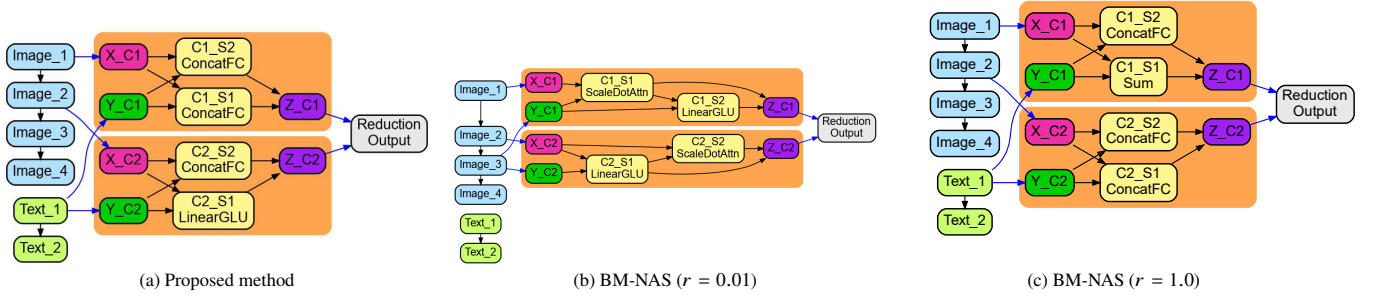 Image_1
Image_2
Image_3
Image_4
Text_1
Text_2
X_C1
Y_C1
C1_S2
ConcatFC
C1_S1
ConcatFC
Z_C1
X_C2
Y_C2
C2_S2
ConcatFC
C2_S1
LinearGLU
Z_C2
Reduction
Output
(a) Proposed method
Image_1
Image_2
Image_3
Image_4
Text_1
Text_2
X_C1
Y_C1
C1_S1
ScaleDotAttn
C1_S2
LinearGLU
Z_C1
X_C2
Y_C2
C2_S2
ScaleDotAttn
C2_S1
LinearGLU
Z_C2
Reduction
Output
(b) BM-NAS (r = 0.01)
Image_1
Image_2
Image_3
Image_4
Text_1
Text_2
X_C1
Y_C1
C1_S2
ConcatFC
C1_S1
Sum
Z_C1
X_C2
Y_C2
C2_S2
ConcatFC
C2_S1
ConcatFC
Z_C2
Reduction
Output
(c) BM-NAS (r = 1.0)